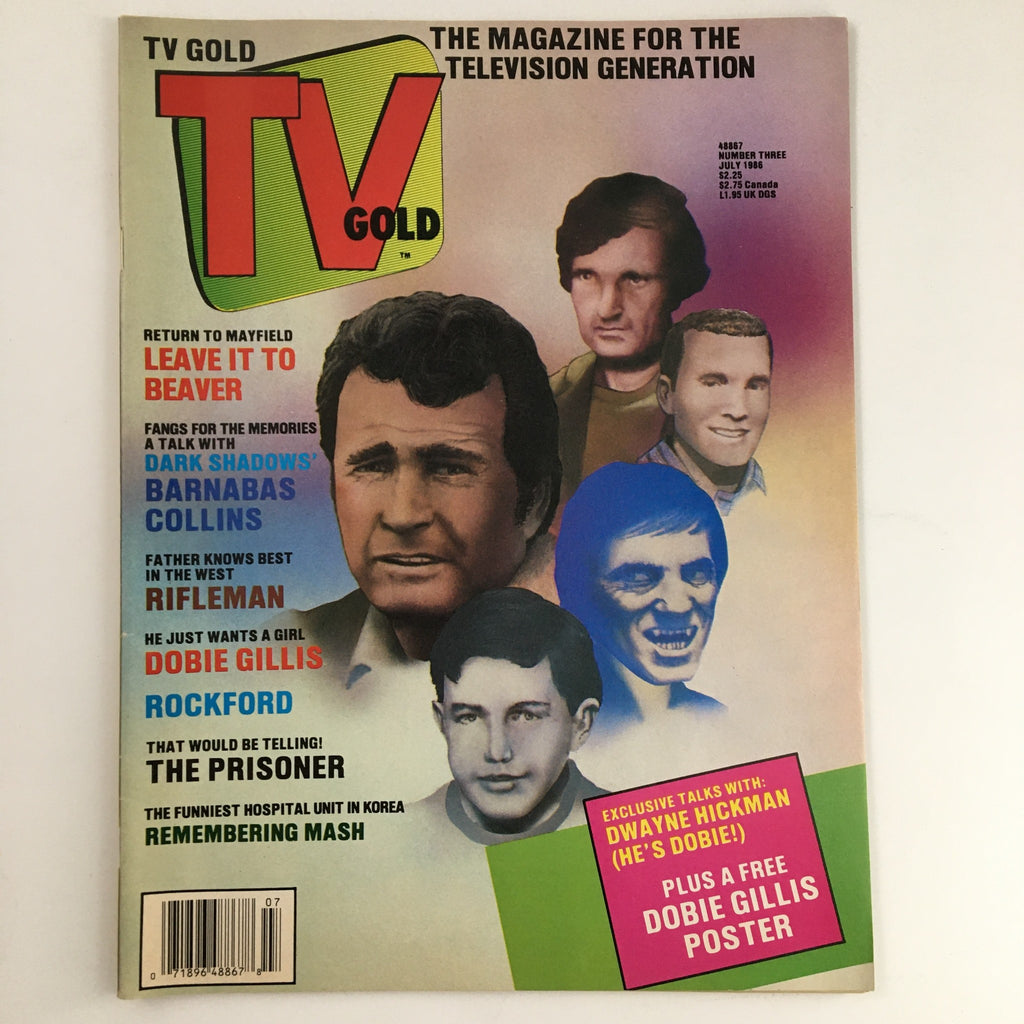 TV GOLD
THE MAGAZINE FOR THE
TELEVISION GENERATION
TV
GOLD
™
48867
NUMBER THREE
JULY 1986
$2.25
$2.75 Canada
L1.95 UK DGS
RETURN TO MAYFIELD
LEAVE IT TO
BEAVER
FANGS FOR THE MEMORIES
A TALK WITH
DARK SHADOWS'
BARNABAS
COLLINS
FATHER KNOWS BEST
IN THE WEST
RIFLEMAN
HE JUST WANTS A GIRL
DOBIE GILLIS
ROCKFORD
THAT WOULD BE TELLING!
THE PRISONER
THE FUNNIEST HOSPITAL UNIT IN KOREA
REMEMBERING MASH
EXCLUSIVE TALKS WITH:
DWAYNE HICKMAN
(HE'S DOBIE!)
PLUS A FREE
DOBIE GILLIS
POSTER
07
0 71896 48867 8